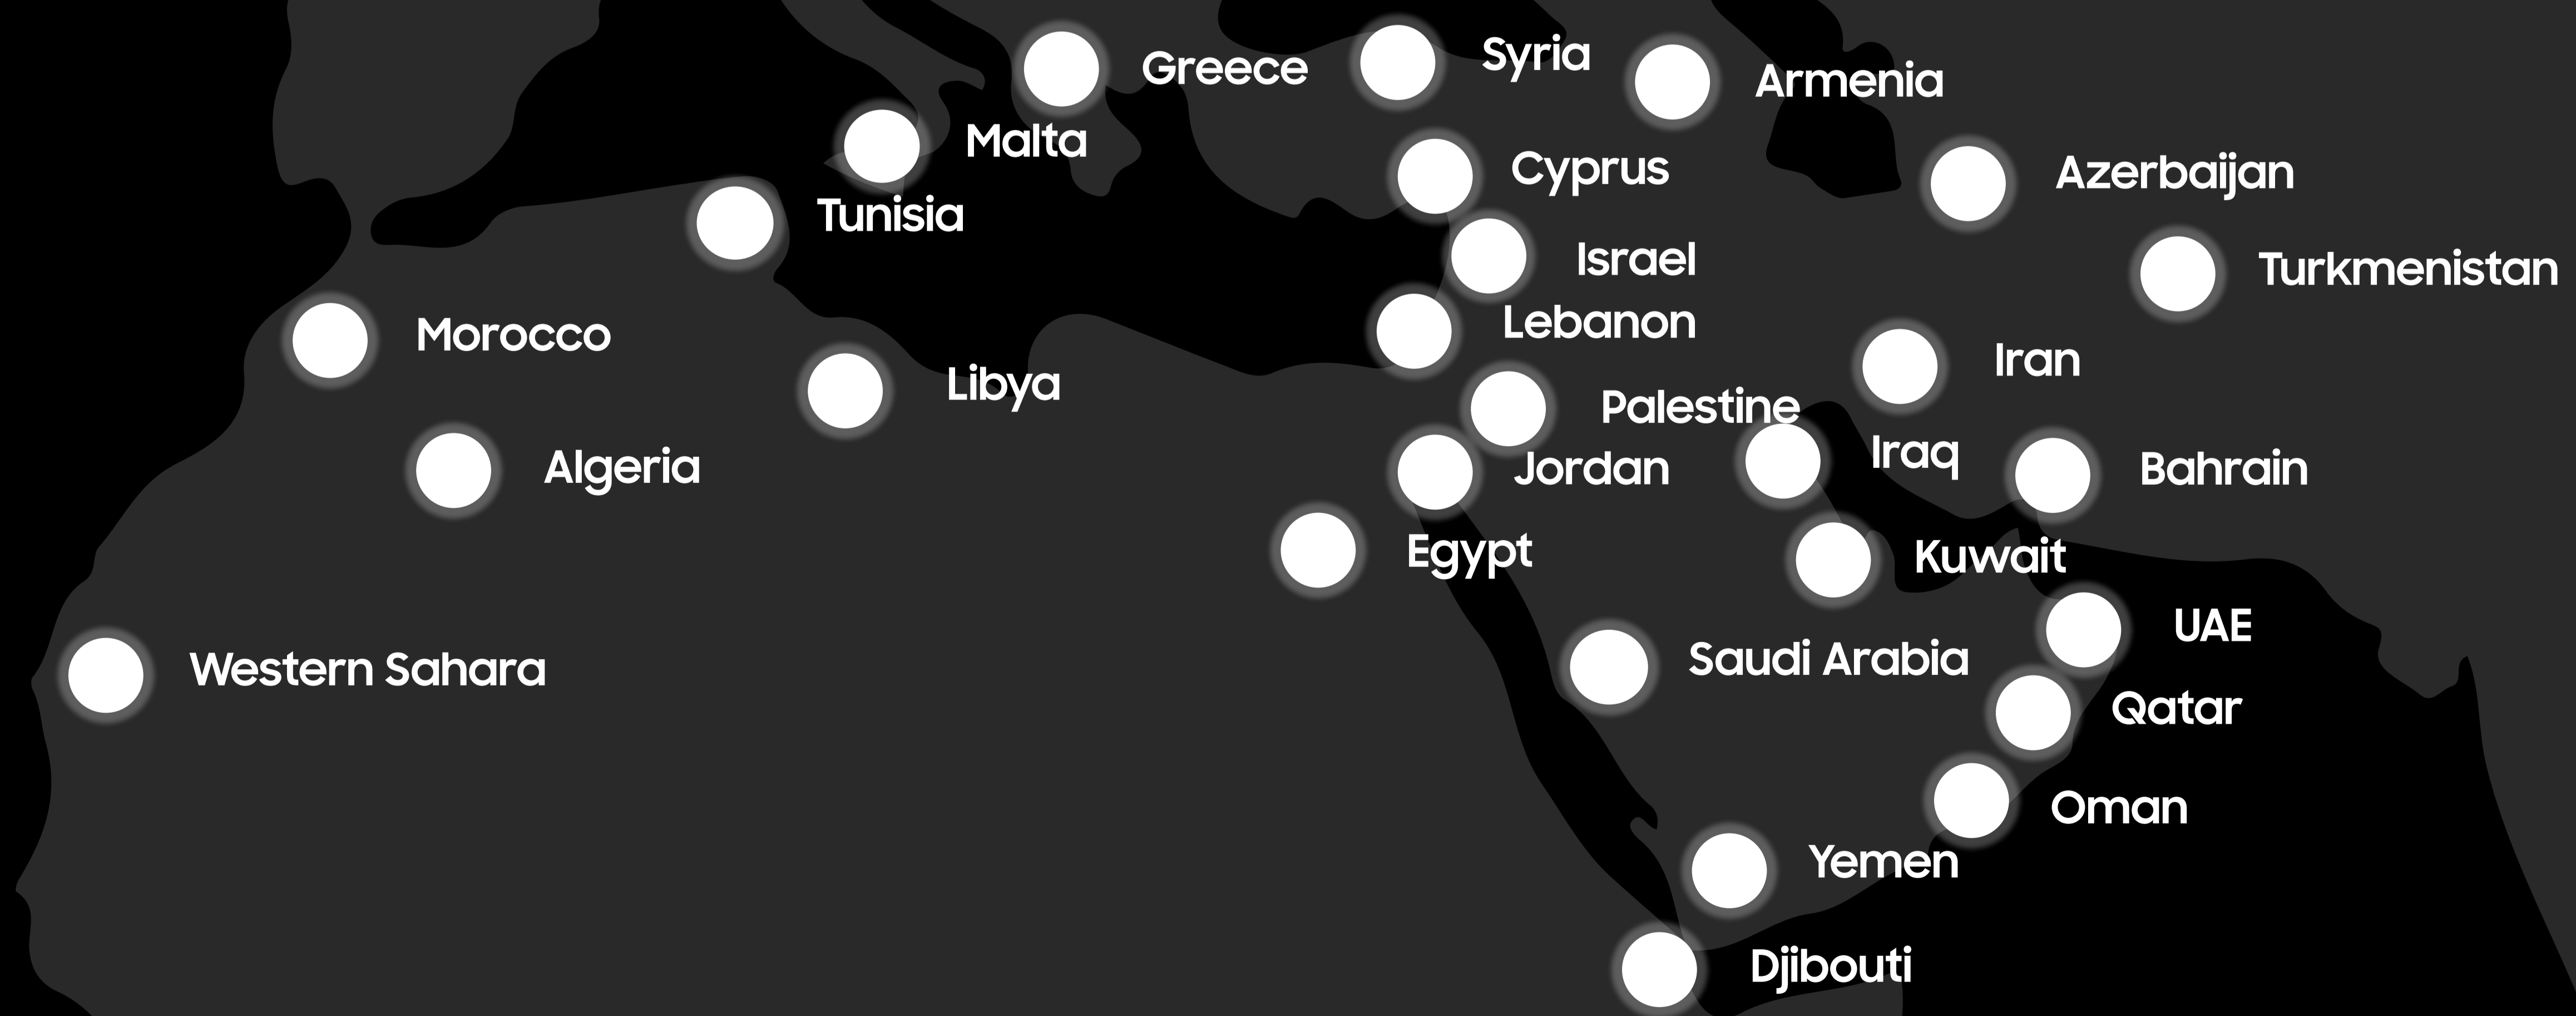 Greece
Syria
Armenia
Malta
Cyprus
Azerbaijan
Tunisia
Israel
Turkmenistan
Morocco
Lebanon
Iran
Libya
Palestine
Algeria
Jordan
Iraq
Bahrain
Egypt
Kuwait
UAE
Western Sahara
Saudi Arabia
Qatar
Oman
Yemen
Djibouti